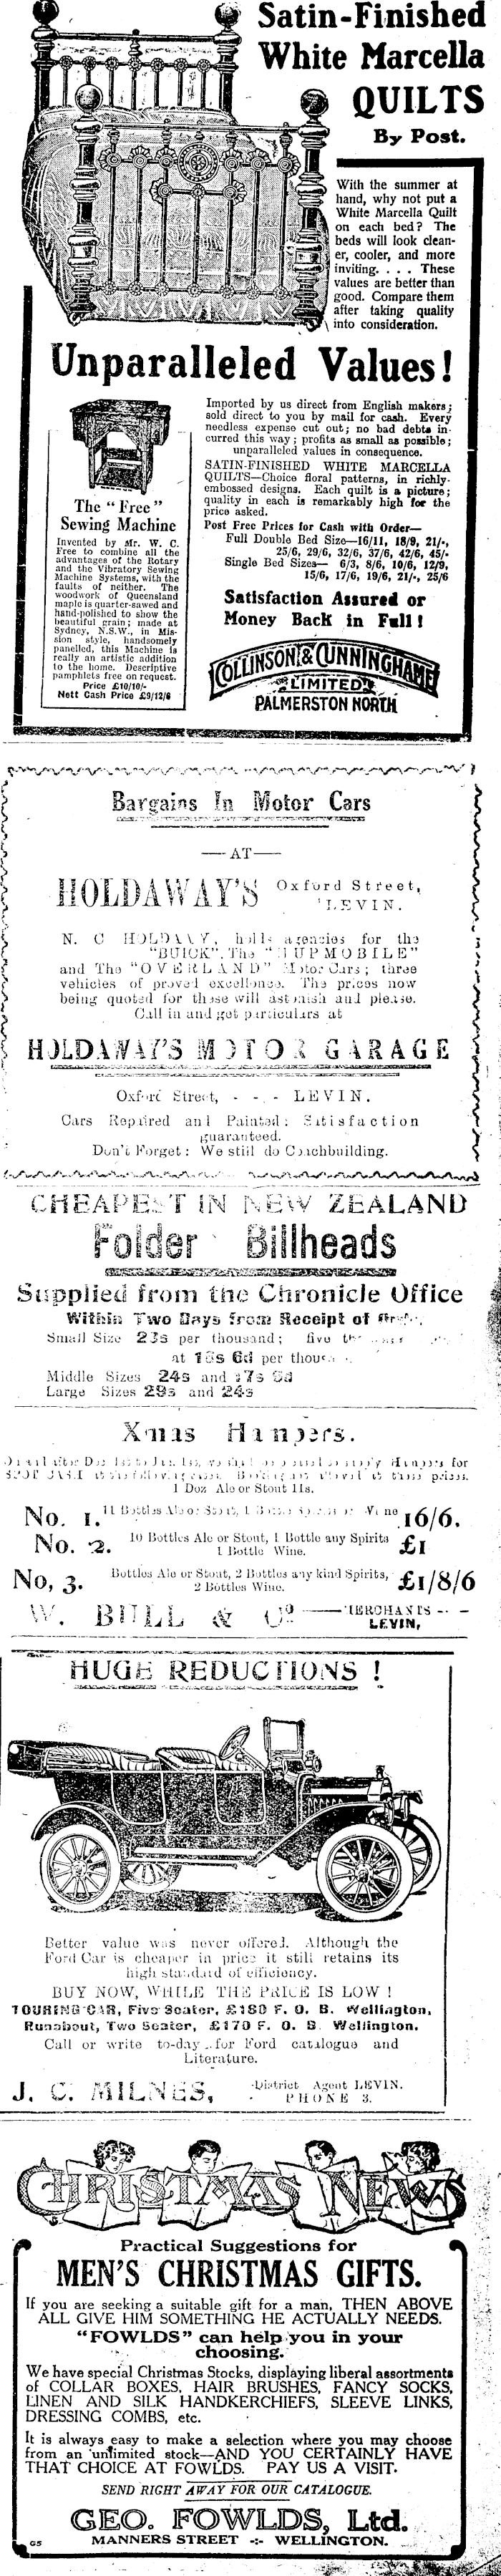 Satin-Finished
White Marcella
QUILTS
By Post.
With the summer at
hand, why not put a
White Marcella Quilt
on each bed? The
beds will look clean-
er, cooler, and more
inviting. . . . These
values are better than
good. Compare them
after taking quality
into consideration.
Unparalleled Values!
The "Free"
Sewing Machine
Invented by Mr. W. C.
Free to combine all the
advantages of the Rotary
and the Vibratory Sewing
Machine Systems, with the
faults of neither. The
woodwork of Queensland
maple is quarter-sawed and
hand-polished to show the
beautiful grain; made at
Sydney, N.S.W., in Mis-
sion style, handsomely
panelled, this Machine is
really an artistic addition
to the home. Descriptive
pamphlets free on request.
Price £10/10/-
Nett Cash Price £9/12/6
Imported by us direct from English makers;
sold direct to you by mail for cash. Every
needless expense cut out; no bad debts in-
curred this way; profits as small as possible;
unparalleled values in consequence.
SATIN-FINISHED WHITE MARCELLA
QUILTS—Choice floral patterns, in richly-
embossed designs. Each quilt is a picture;
quality in each is remarkably high for the
price asked.
Post Free Prices for Cash with Order—
Full Double Bed Size—16/11, 18/9, 21/-,
25/6, 29/6, 32/6, 37/6, 42/6, 45/-
Single Bed Sizes— 6/3, 8/6, 10/6, 12/9,
15/6, 17/6, 19/6, 21/-, 25/6
Satisfaction Assured or
Money Back in Full!
COLLINSON & CUNNINGHAME
LIMITED
PALMERSTON NORTH
Bargains In Motor Cars
—AT—
HOLDAWAY'S Oxford Street,
LEVIN.
N. C HOLDAWAY, holds agencies for the
"BUICK". The "HUPMOBILE"
and The "OVERLAND" Motor Cars; three
vehicles of proved excellence. The prices now
being quoted for these will astonish and please.
Call in and get particulars at
HOLDAWAY'S MOTOR GARAGE
Oxford Street, - - - LEVIN.
Cars Repaired and Painted: Satisfaction
guaranteed.
Don't Forget: We still do Coachbuilding.
CHEAPEST IN NEW ZEALAND
Folder Billheads
Supplied from the Chronicle Office
Within Two Days from Receipt of
Small Size 23s per thousand; five
at 16s 6d per
Middle Sizes 24s and 17s 6d
Large Sizes 29s and 24s
Xmas Hampers.
Hampers for
1 Doz Ale or Stout 11s.
No. 1. 11 Bottles Ale or Stout, 1 Wine 16/6.
No. 2. 10 Bottles Ale or Stout, 1 Bottle any Spirits
1 Bottle Wine. £1
No, 3. Bottles Ale or Stout, 2 Bottles any kind Spirits,
2 Bottles Wine. £1/8/6
W. BULL & Co MERCHANTS
LEVIN,
HUGE REDUCTIONS!
Better value was never offered. Although the
Ford Car is cheaper in price it still retains its
high standard of efficiency.
BUY NOW, WHILE THE PRICE IS LOW!
TOURING CAR, Five Seater, £180 F. O. B. Wellington,
Runabout, Two Seater, £170 F. O. B. Wellington.
Call or write to-day for Ford catalogue and
Literature.
J. C. MILNES, District Agent LEVIN.
PHONE 3.
CHRISTMAS NEWS
Practical Suggestions for
MEN'S CHRISTMAS GIFTS.
If you are seeking a suitable gift for a man, THEN ABOVE
ALL GIVE HIM SOMETHING HE ACTUALLY NEEDS.
"FOWLDS" can help you in your
choosing.
We have special Christmas Stocks, displaying liberal assortments
of COLLAR BOXES, HAIR BRUSHES, FANCY SOCKS,
LINEN AND SILK HANDKERCHIEFS, SLEEVE LINKS,
DRESSING COMBS, etc.
It is always easy to make a selection where you may choose
from an unlimited stock—AND YOU CERTAINLY HAVE
THAT CHOICE AT FOWLDS. PAY US A VISIT.
SEND RIGHT AWAY FOR OUR CATALOGUE.
GEO. FOWLDS, Ltd.
G5 MANNERS STREET -:- WELLINGTON.